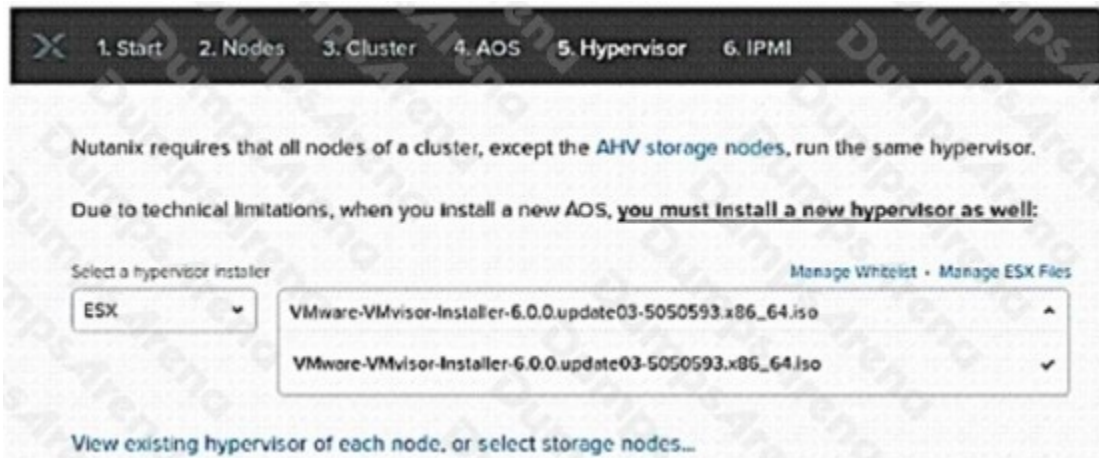 1. Start 2. Nodes 3. Cluster 4. AOS 5. Hypervisor 6. IPMI
Nutanix requires that all nodes of a cluster, except the AHV storage nodes, run the same hypervisor.
Due to technical limitations, when you install a new AOS, you must install a new hypervisor as well:
Select a hypervisor installer
Manage Whitelist • Manage ESX Files
ESX
VMware-VMvisor-Installer-6.0.0.update03-5050593.x86_64.iso
VMware-VMvisor-Installer-6.0.0.update03-5050593.x86_64.iso
View existing hypervisor of each node, or select storage nodes...
DumpsArena